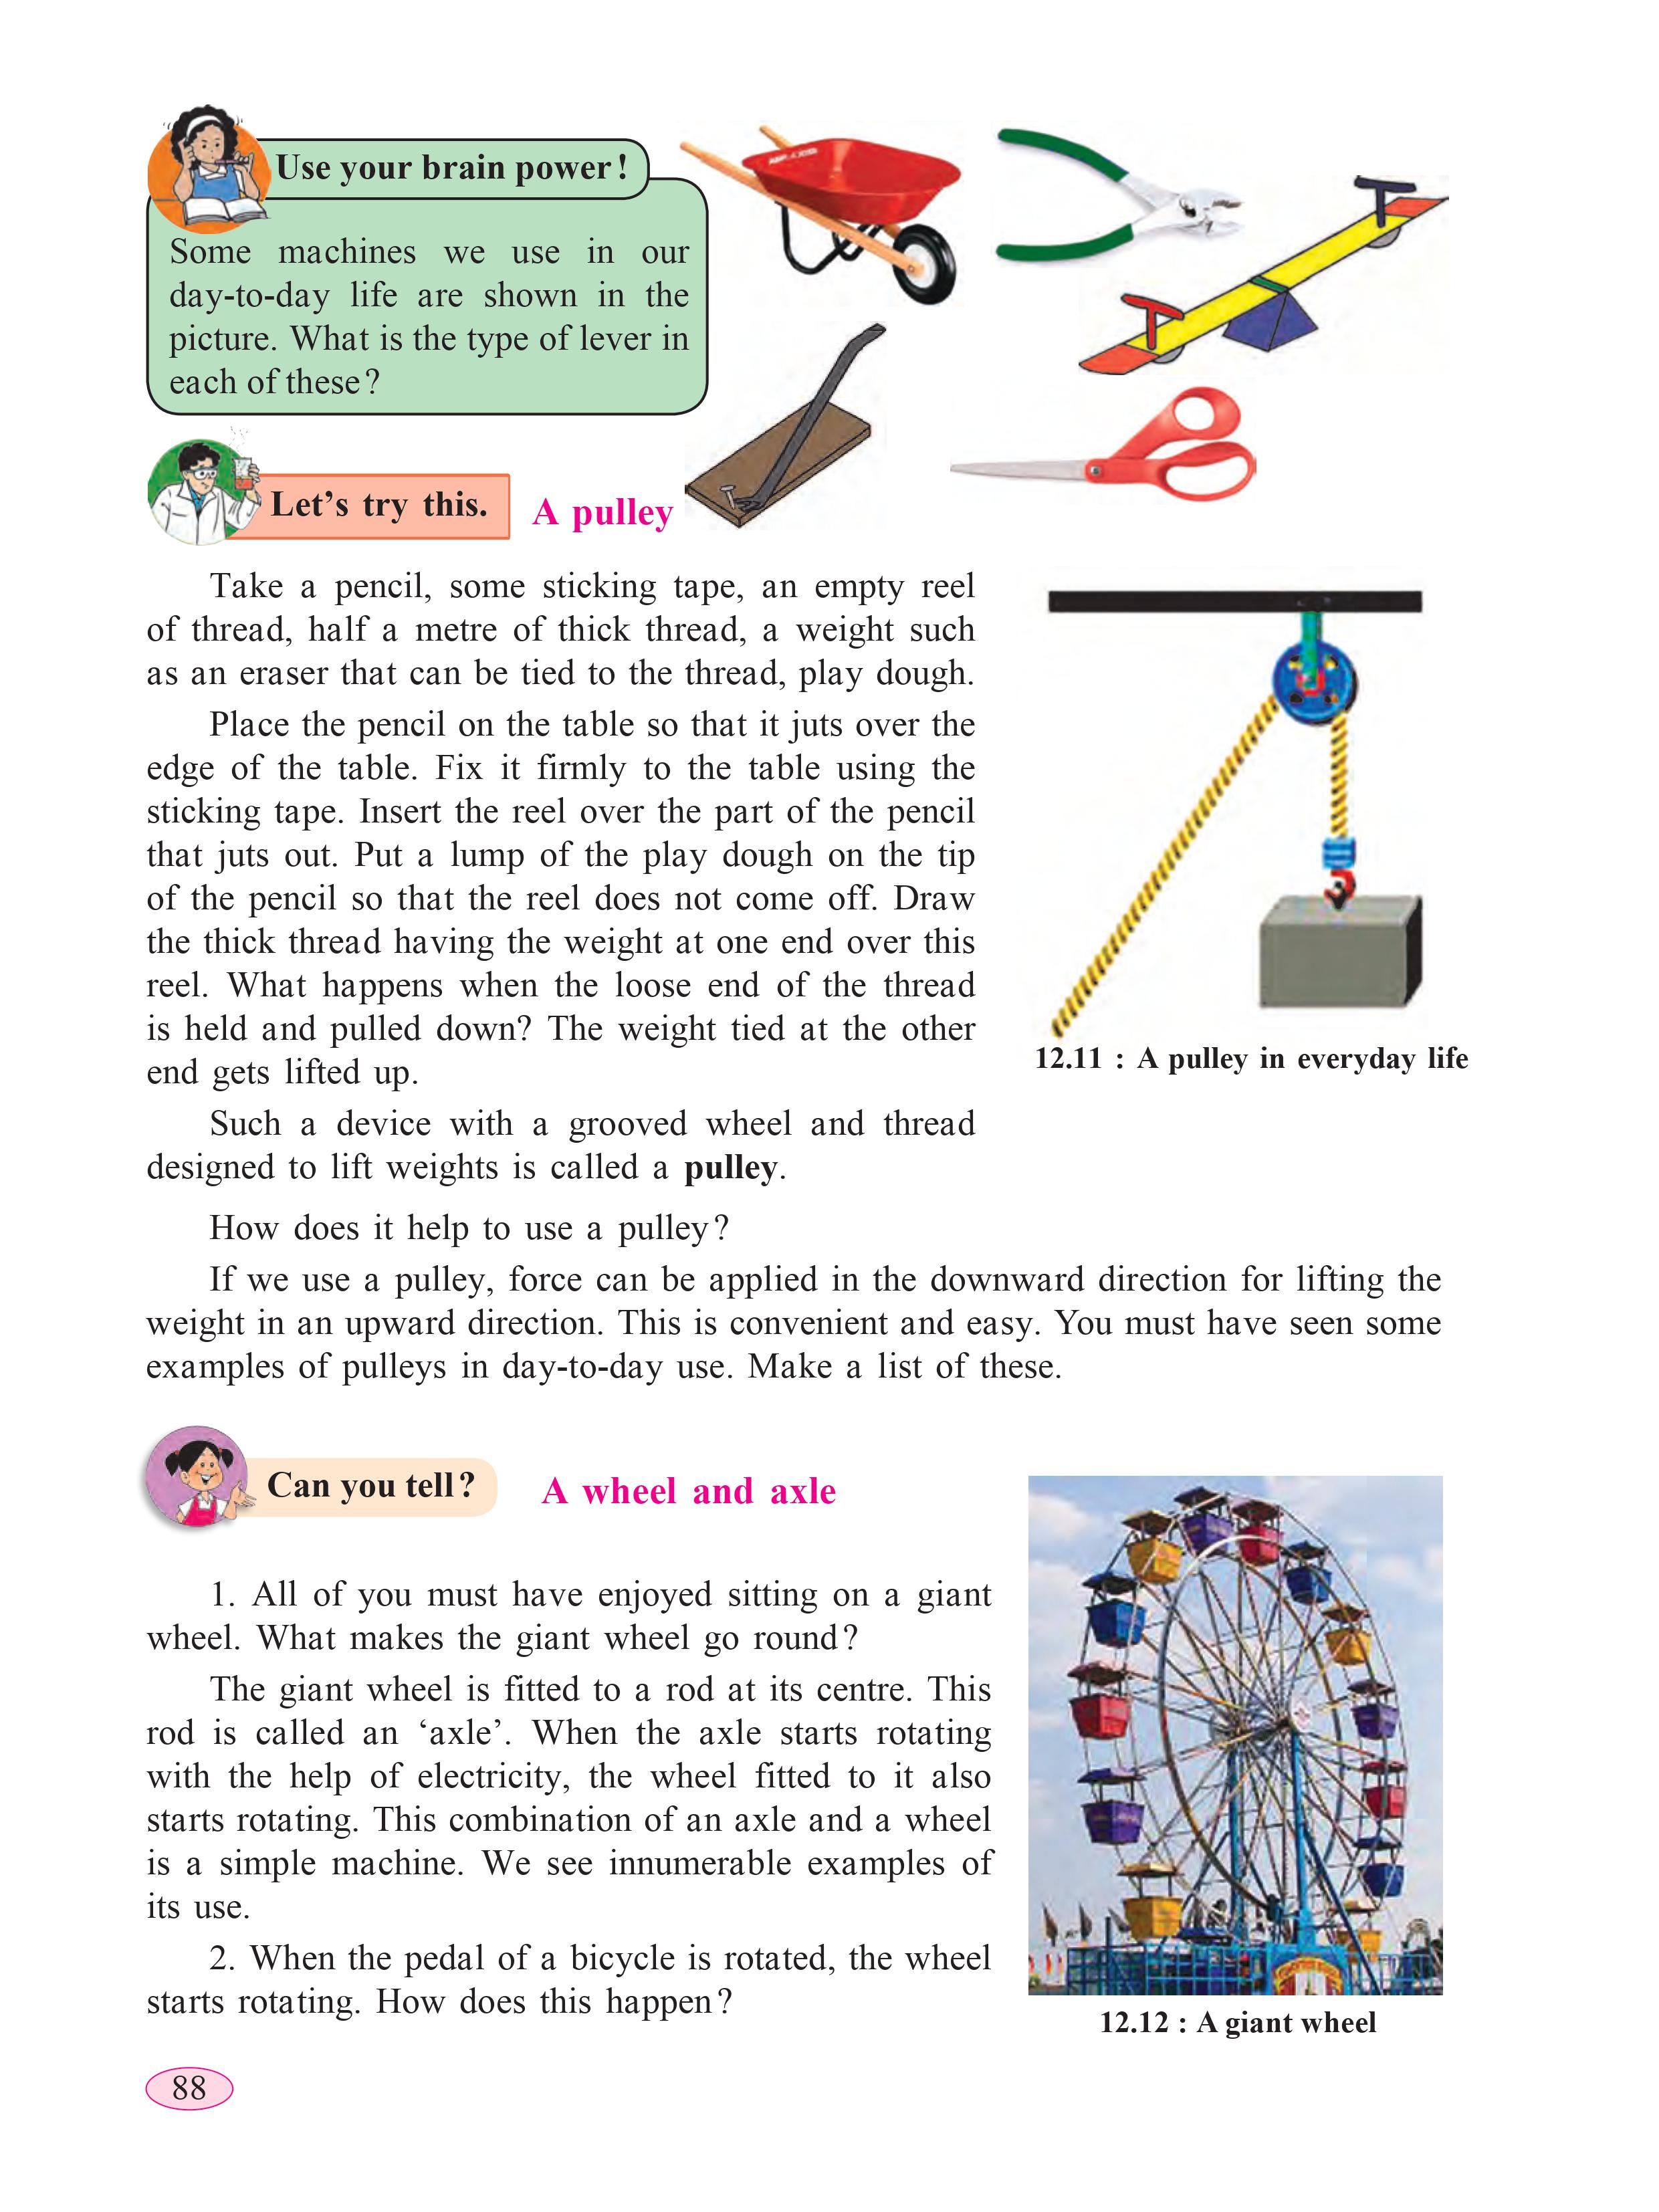 Use your brain power!
Some machines we use in our
day-to-day life are shown in the
picture. What is the type of lever in
each of these?
Let’s try this.
A pulley
Take a pencil, some sticking tape, an empty reel
of thread, half a metre of thick thread, a weight such
as an eraser that can be tied to the thread, play dough.
Place the pencil on the table so that it juts over the
edge of the table. Fix it firmly to the table using the
sticking tape. Insert the reel over the part of the pencil
that juts out. Put a lump of the play dough on the tip
of the pencil so that the reel does not come off. Draw
the thick thread having the weight at one end over this
reel. What happens when the loose end of the thread
is held and pulled down? The weight tied at the other
end gets lifted up.
12.11 : A pulley in everyday life
Such a device with a grooved wheel and thread
designed to lift weights is called a pulley.
How does it help to use a pulley?
If we use a pulley, force can be applied in the downward direction for lifting the
weight in an upward direction. This is convenient and easy. You must have seen some
examples of pulleys in day-to-day use. Make a list of these.
Can you tell?
A wheel and axle
1. All of you must have enjoyed sitting on a giant
wheel. What makes the giant wheel go round?
The giant wheel is fitted to a rod at its centre. This
rod is called an ‘axle’. When the axle starts rotating
with the help of electricity, the wheel fitted to it also
starts rotating. This combination of an axle and a wheel
is a simple machine. We see innumerable examples of
its use.
2. When the pedal of a bicycle is rotated, the wheel
starts rotating. How does this happen?
12.12 : A giant wheel
88